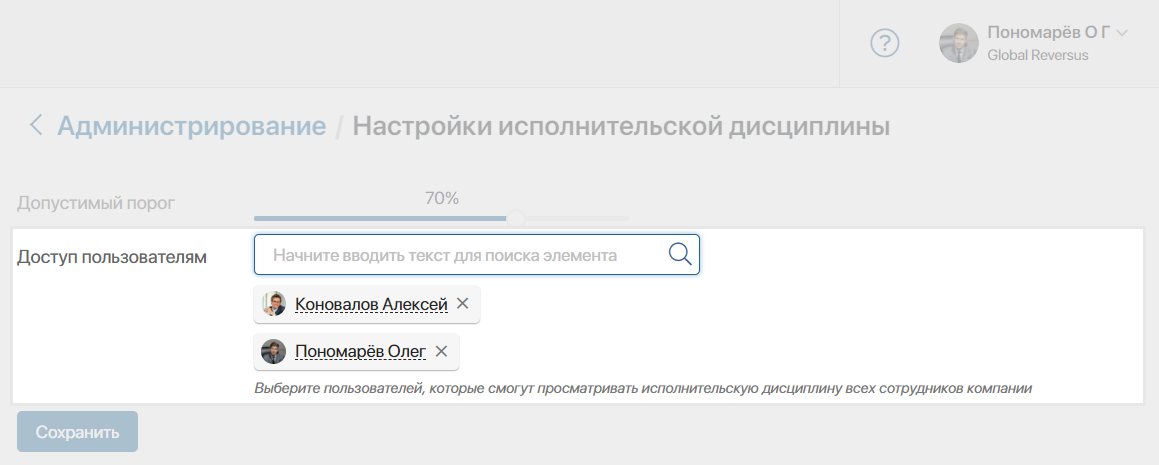 Пономарёв О Г
Global Reversus
Администрирование / Настройки исполнительской дисциплины
70%
Допустимый порог
Доступ пользователям
Начните вводить текст для поиска элемента
Коновалов Алексей
Пономарёв Олег
Выберите пользователей, которые смогут просматривать исполнительскую дисциплину всех сотрудников компании
Сохранить